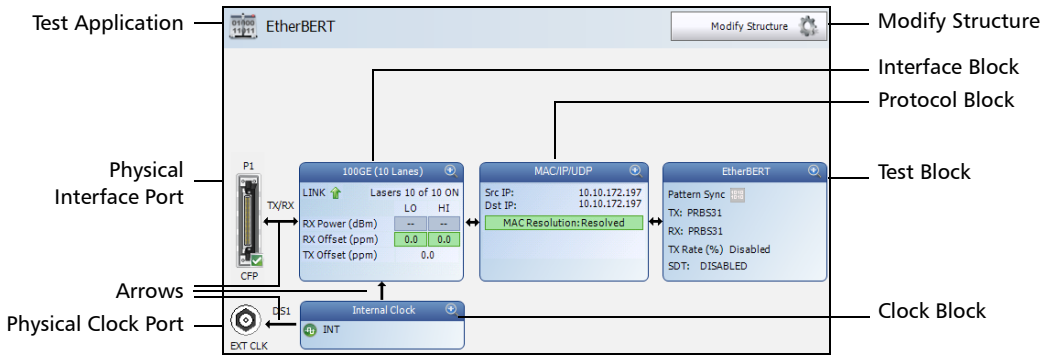 Test Application
01000
11011
EtherBERT
Modify Structure
Modify Structure
Interface Block
Protocol Block
Physical
Interface Port
P1
100GE (10 Lanes)
MAC/IP/UDP
EtherBERT
Test Block
LINK
Lasers 10 of 10 ON
Src IP: 10.10.172.197
Dst IP: 10.10.172.197
Pattern Sync
TX/RX
LO HI
RX Power (dBm) -- --
MAC Resolution: Resolved
TX: PRBS31
RX: PRBS31
RX Offset (ppm) 0.0 0.0
TX Offset (ppm) 0.0
TX Rate (%) Disabled
SDT: DISABLED
CFP
Arrows
DS1
Internal Clock
Clock Block
Physical Clock Port
INT
EXT CLK